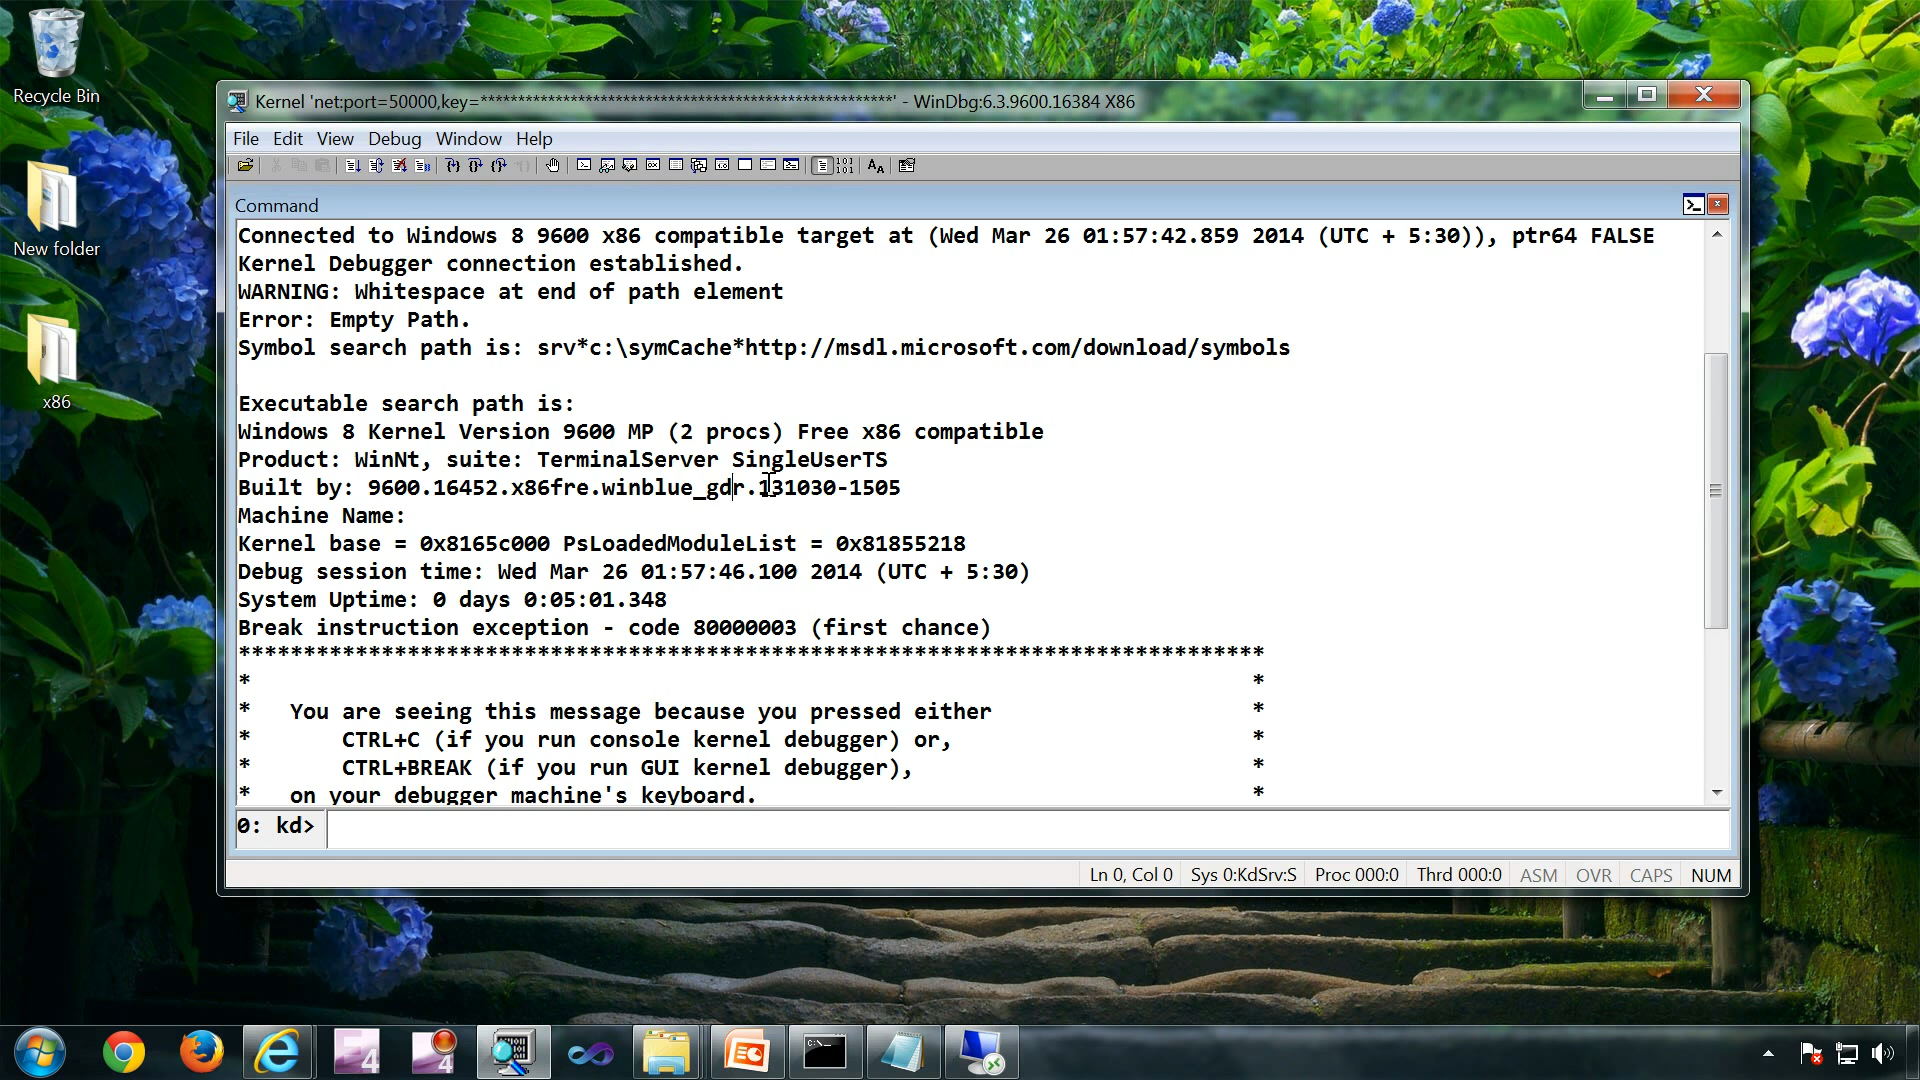 Recycle Bin
New folder
x86
Kernel 'net:port=50000,key=*******************************************************' - WinDbg:6.3.9600.16384 X86
File Edit View Debug Window Help
Command
Connected to Windows 8 9600 x86 compatible target at (Wed Mar 26 01:57:42.859 2014 (UTC + 5:30)), ptr64 FALSE
Kernel Debugger connection established.
WARNING: Whitespace at end of path element
Error: Empty Path.
Symbol search path is: srv*c:\symCache*http://msdl.microsoft.com/download/symbols
Executable search path is:
Windows 8 Kernel Version 9600 MP (2 procs) Free x86 compatible
Product: WinNt, suite: TerminalServer SingleUserTS
Built by: 9600.16452.x86fre.winblue_gdr.131030-1505
Machine Name:
Kernel base = 0x8165c000 PsLoadedModuleList = 0x81855218
Debug session time: Wed Mar 26 01:57:46.100 2014 (UTC + 5:30)
System Uptime: 0 days 0:05:01.348
Break instruction exception - code 80000003 (first chance)
*******************************************************************************
* *
* You are seeing this message because you pressed either *
* CTRL+C (if you run console kernel debugger) or, *
* CTRL+BREAK (if you run GUI kernel debugger), *
* on your debugger machine's keyboard. *
0: kd>
Ln 0, Col 0 Sys 0:KdSrv:S Proc 000:0 Thrd 000:0 ASM OVR CAPS NUM